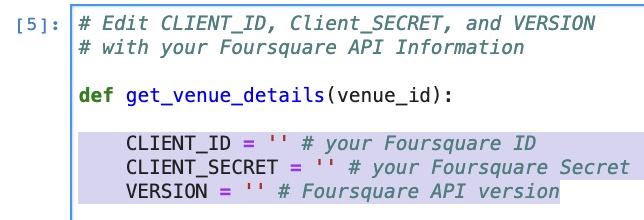 [5]: # Edit CLIENT_ID, Client_SECRET, and VERSION
# with your Foursquare API Information
def get_venue_details(venue_id):
CLIENT_ID = '' # your Foursquare ID
CLIENT_SECRET = '' # your Foursquare Secret
VERSION = '' # Foursquare API version